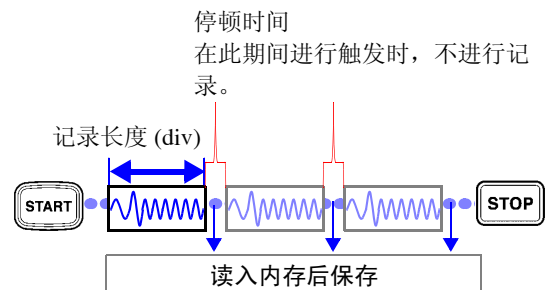 停顿时间
在此期间进行触发时，不进行记
录。
记录长度 (div)
START
STOP
读入内存后保存